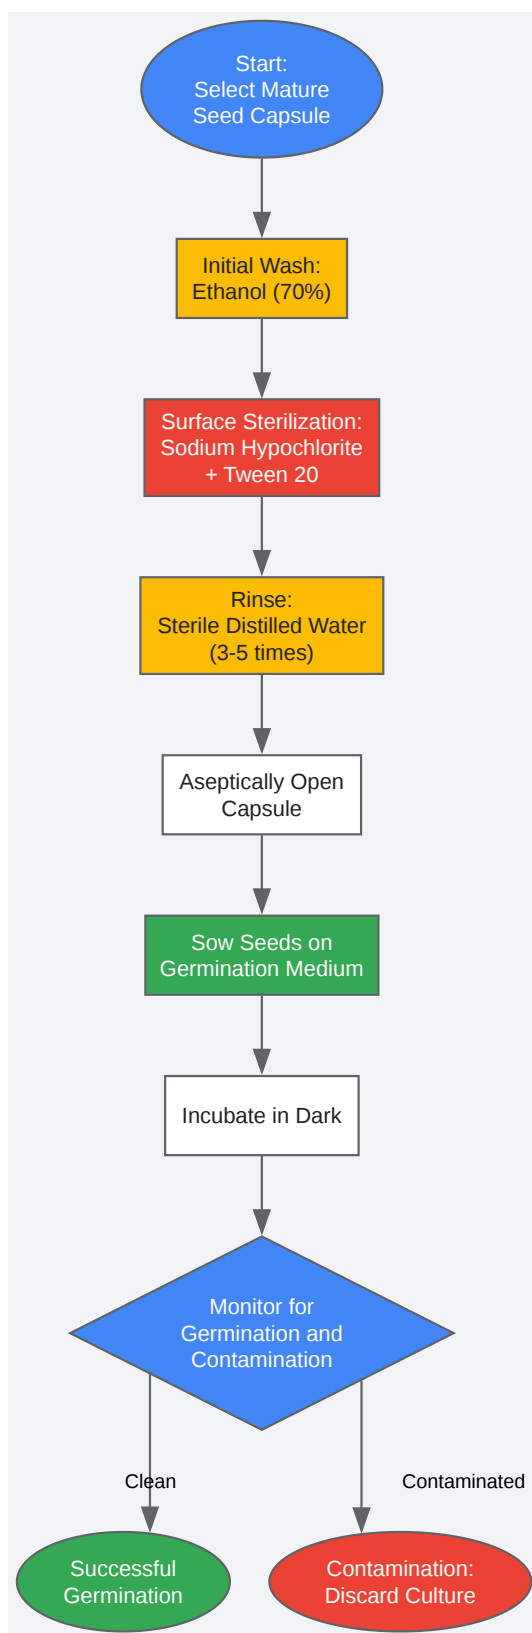 Start:
Select Mature
Seed Capsule
Initial Wash:
Ethanol (70%)
Surface Sterilization:
Sodium Hypochlorite
+ Tween 20
Rinse:
Sterile Distilled Water
(3-5 times)
Aseptically Open
Capsule
Sow Seeds on
Germination Medium
Incubate in Dark
Monitor for
Germination and
Contamination
Clean
Contaminated
Successful
Germination
Contamination:
Discard Culture